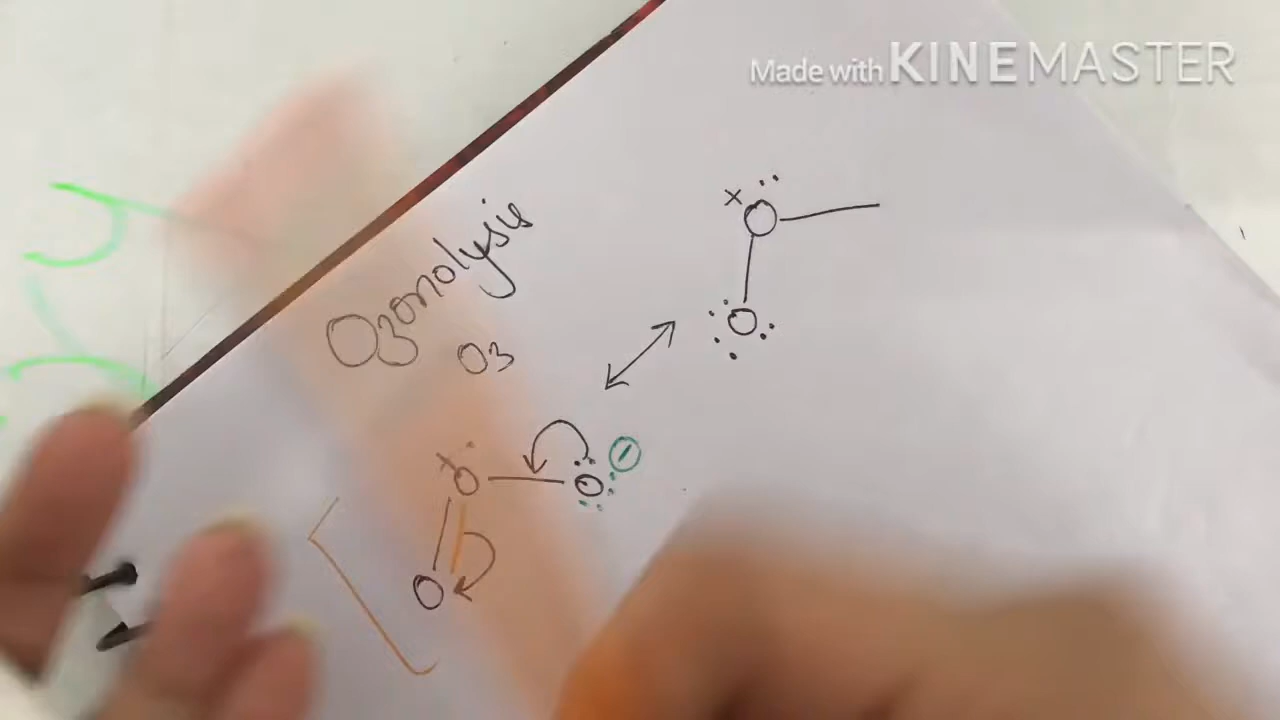 Made with KINEMASTER
Ozonolysis
O3
+ O
O
+ O O -
O